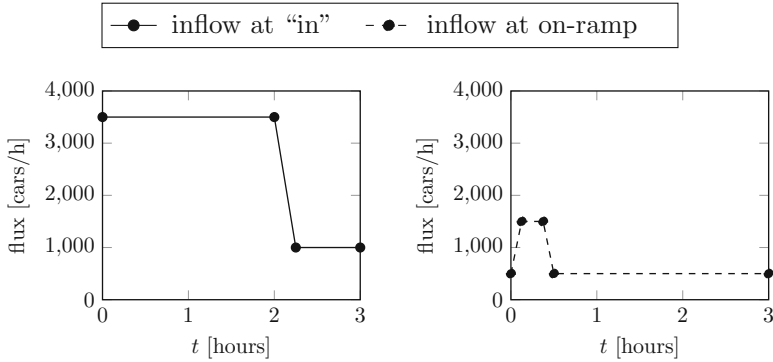 inflow at “in” inflow at on-ramp
4,000
3,000
2,000
1,000
0
flux [cars/h]
0 1 2 3
t [hours]
4,000
3,000
2,000
1,000
0
flux [cars/h]
0 1 2 3
t [hours]